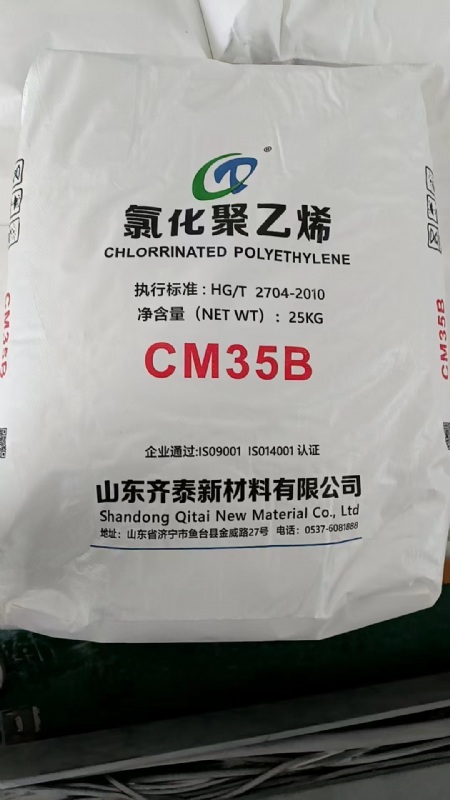 ®
氯化聚乙烯
CHLORRINATED POLYETHYLENE
执行标准：HG/T 2704-2010
净含量（NET WT）：25KG
CM35B
企业通过:ISO9001 ISO14001 认证
山东齐泰新材料有限公司
Shandong Qitai New Material Co., Ltd
地址：山东省济宁市鱼台县金威路27号 电话：0537-6081888
CM35B
CM35B